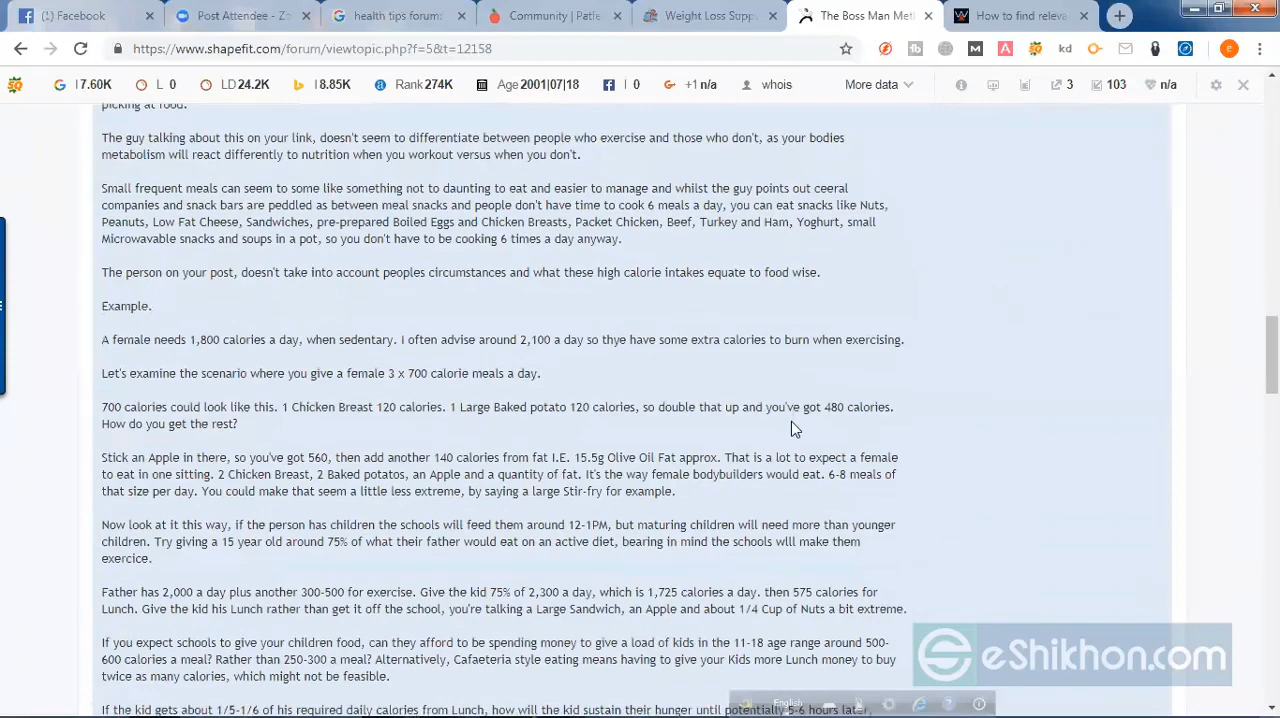 (1) Facebook
Post Attendee - Zo
health tips forum:
Community | Patie
Weight Loss Supp
The Boss Man Met
How to find releva
https://www.shapefit.com/forum/viewtopic.php?f=5&t=12158
I 7.60K
L 0
LD 24.2K
I 8.85K
Rank 274K
Age 2001|07|18
I 0
+1 n/a
whois
More data
3
103
n/a
picking at food.
The guy talking about this on your link, doesn't seem to differentiate between people who exercise and those who don't, as your bodies
metabolism will react differently to nutrition when you workout versus when you don't.
Small frequent meals can seem to some like something not to daunting to eat and easier to manage and whilst the guy points out ceeral
companies and snack bars are peddled as between meal snacks and people don't have time to cook 6 meals a day, you can eat snacks like Nuts,
Peanuts, Low Fat Cheese, Sandwiches, pre-prepared Boiled Eggs and Chicken Breasts, Packet Chicken, Beef, Turkey and Ham, Yoghurt, small
Microwavable snacks and soups in a pot, so you don't have to be cooking 6 times a day anyway.
The person on your post, doesn't take into account peoples circumstances and what these high calorie intakes equate to food wise.
Example.
A female needs 1,800 calories a day, when sedentary. I often advise around 2,100 a day so thye have some extra calories to burn when exercising.
Let's examine the scenario where you give a female 3 x 700 calorie meals a day.
700 calories could look like this. 1 Chicken Breast 120 calories. 1 Large Baked potato 120 calories, so double that up and you've got 480 calories.
How do you get the rest?
Stick an Apple in there, so you've got 560, then add another 140 calories from fat I.E. 15.5g Olive Oil Fat approx. That is a lot to expect a female
to eat in one sitting. 2 Chicken Breast, 2 Baked potatos, an Apple and a quantity of fat. It's the way female bodybuilders would eat. 6-8 meals of
that size per day. You could make that seem a little less extreme, by saying a large Stir-fry for example.
Now look at it this way, if the person has children the schools will feed them around 12-1PM, but maturing children will need more than younger
children. Try giving a 15 year old around 75% of what their father would eat on an active diet, bearing in mind the schools will make them
exercice.
Father has 2,000 a day plus another 300-500 for exercise. Give the kid 75% of 2,300 a day, which is 1,725 calories a day. then 575 calories for
Lunch. Give the kid his Lunch rather than get it off the school, you're talking a Large Sandwich, an Apple and about 1/4 Cup of Nuts a bit extreme.
If you expect schools to give your children food, can they afford to be spending money to give a load of kids in the 11-18 age range around 500-
600 calories a meal? Rather than 250-300 a meal? Alternatively, Cafaeteria style eating means having to give your Kids more Lunch money to buy
twice as many calories, which might not be feasible.
If the kid gets about 1/5-1/6 of his required daily calories from Lunch, how will the kid sustain their hunger until potentially 5-6 hours later,
eShikhon.com
English